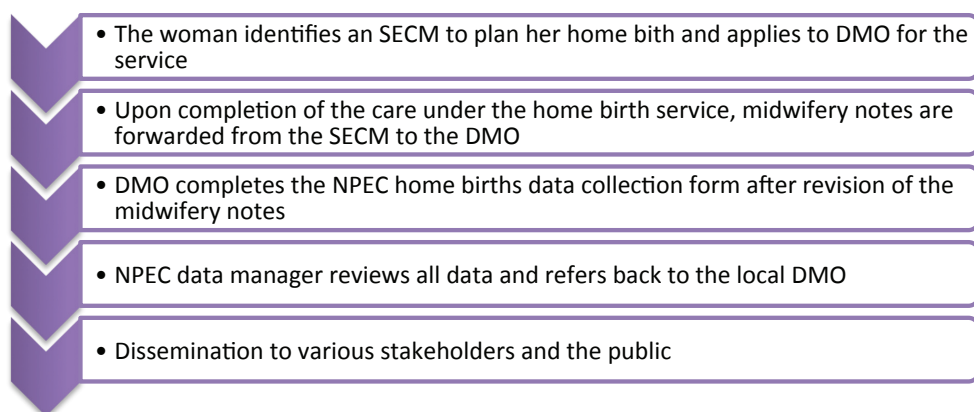 • The woman identifies an SECM to plan her home bith and applies to DMO for the
service
• Upon completion of the care under the home birth service, midwifery notes are
forwarded from the SECM to the DMO
• DMO completes the NPEC home births data collection form after revision of the
midwifery notes
• NPEC data manager reviews all data and refers back to the local DMO
• Dissemination to various stakeholders and the public